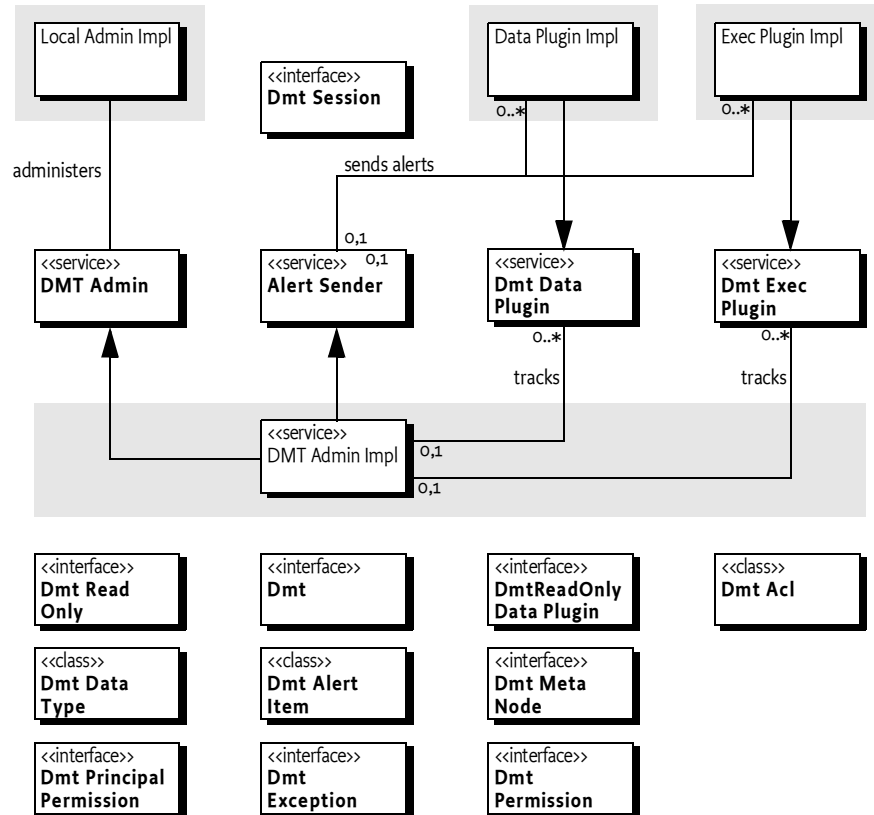 Local Admin Impl
Data Plugin Impl
Exec Plugin Impl
<<interface>>
Dmt Session
0..*
0..*
administers
sends alerts
0,1
0,1
<<service>>
DMT Admin
<<service>>
Alert Sender
<<service>>
Dmt Data
Plugin
<<service>>
Dmt Exec
Plugin
0..*
0..*
tracks
tracks
<<service>>
DMT Admin Impl
0,1
0,1
<<interface>>
Dmt Read
Only
<<interface>>
Dmt
<<interface>>
DmtReadOnly
Data Plugin
<<class>>
Dmt Acl
<<class>>
Dmt Data
Type
<<class>>
Dmt Alert
Item
<<interface>>
Dmt Meta
Node
<<interface>>
Dmt Principal
Permission
<<interface>>
Dmt
Exception
<<interface>>
Dmt
Permission